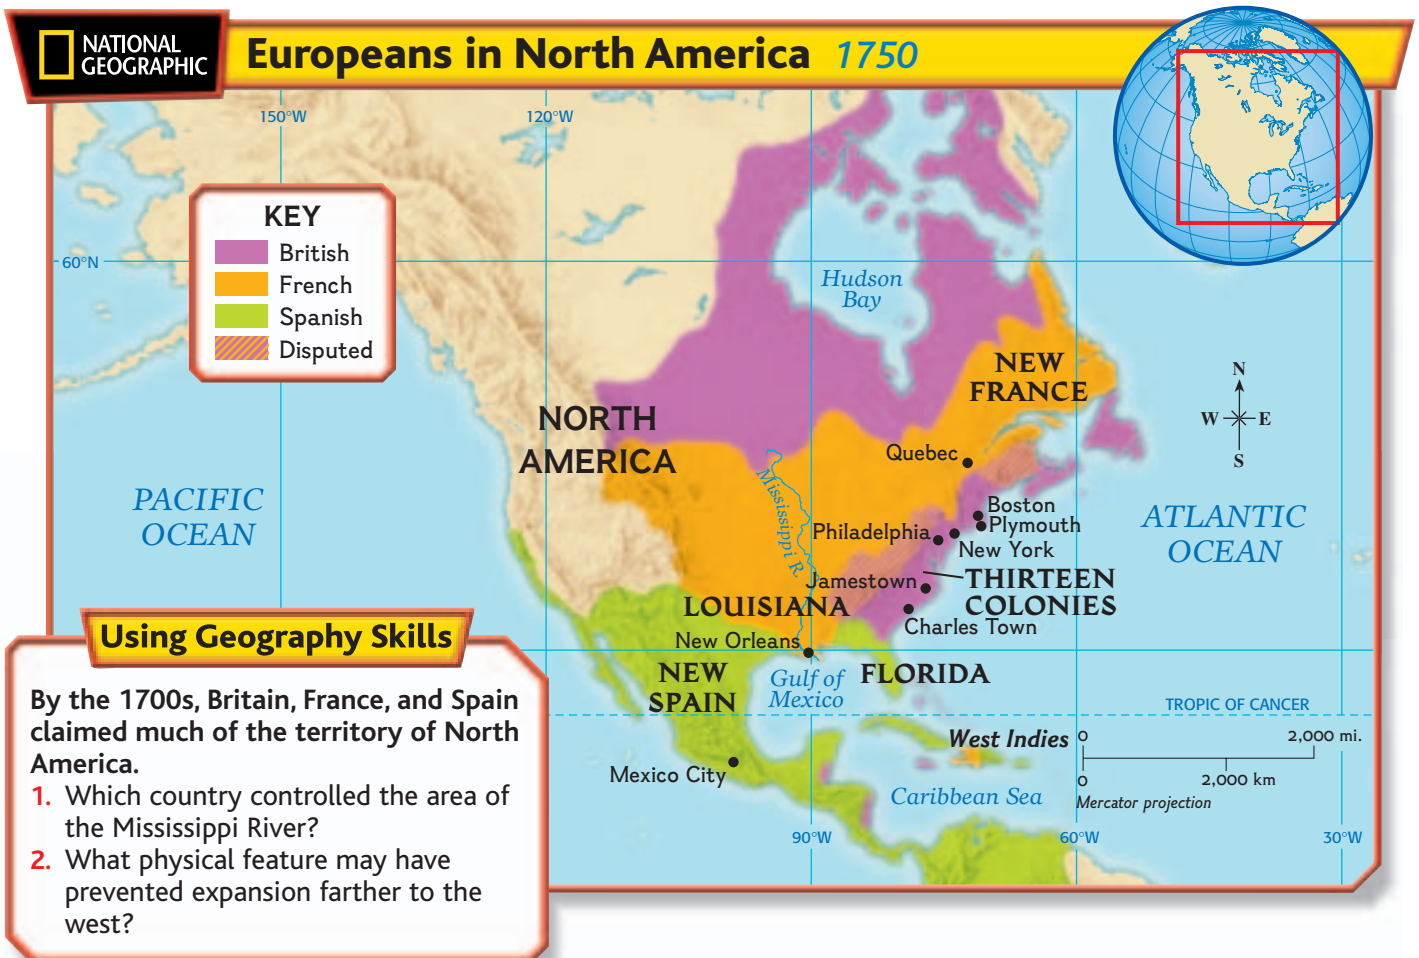 NATIONAL
GEOGRAPHIC
Europeans in North America 1750
150°W
120°W
KEY
British
French
Spanish
Disputed
60°N
Hudson
Bay
NEW
FRANCE
N
W E
S
NORTH
AMERICA
Quebec
PACIFIC
OCEAN
Mississippi R.
Boston
Plymouth
Philadelphia
New York
ATLANTIC
OCEAN
Jamestown
THIRTEEN
COLONIES
LOUISIANA
Charles Town
New Orleans
NEW
SPAIN
Gulf of
Mexico
FLORIDA
TROPIC OF CANCER
West Indies
0 2,000 mi.
0 2,000 km
Mercator projection
Mexico City
Caribbean Sea
90°W
60°W
30°W
Using Geography Skills
By the 1700s, Britain, France, and Spain
claimed much of the territory of North
America.
1. Which country controlled the area of
the Mississippi River?
2. What physical feature may have
prevented expansion farther to the
west?